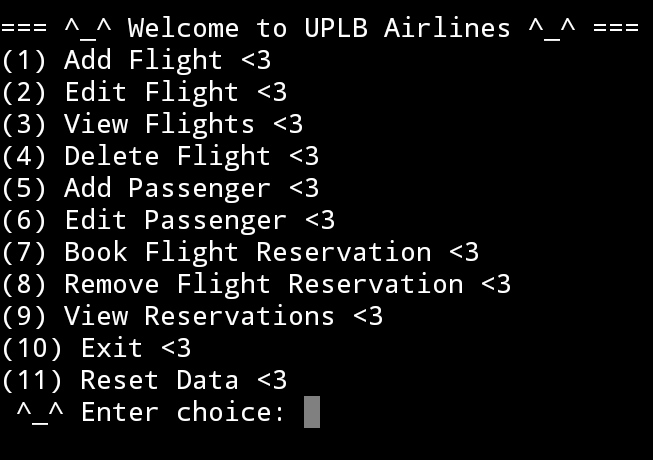 === ^_^ Welcome to UPLB Airlines ^_^ ===
(1) Add Flight <3
(2) Edit Flight <3
(3) View Flights <3
(4) Delete Flight <3
(5) Add Passenger <3
(6) Edit Passenger <3
(7) Book Flight Reservation <3
(8) Remove Flight Reservation <3
(9) View Reservations <3
(10) Exit <3
(11) Reset Data <3
 ^_^ Enter choice: